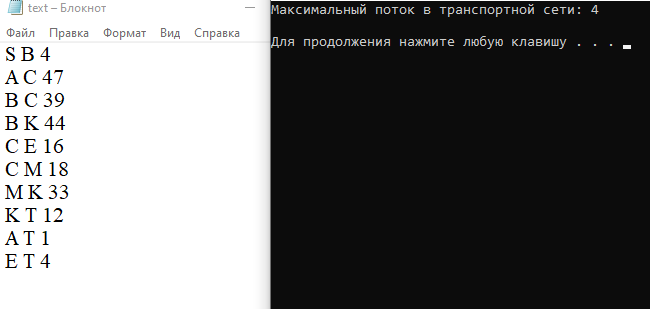 text – Блокнот
Файл Правка Формат Вид Справка
S B 4
A C 47
B C 39
B K 44
C E 16
C M 18
M K 33
K T 12
A T 1
E T 4
Максимальный поток в транспортной сети: 4
Для продолжения нажмите любую клавишу . . .